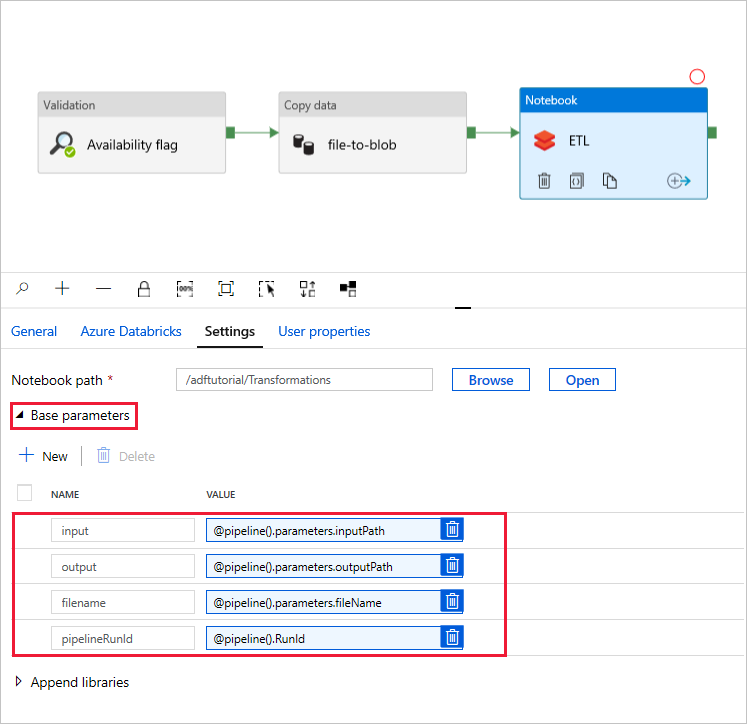 Validation
Availability flag
Copy data
file-to-blob
Notebook
ETL
100%
General Azure Databricks Settings User properties
Notebook path * /adftutorial/Transformations Browse Open
Base parameters
New Delete
NAME VALUE
input @pipeline().parameters.inputPath
output @pipeline().parameters.outputPath
filename @pipeline().parameters.fileName
pipelineRunId @pipeline().RunId
Append libraries